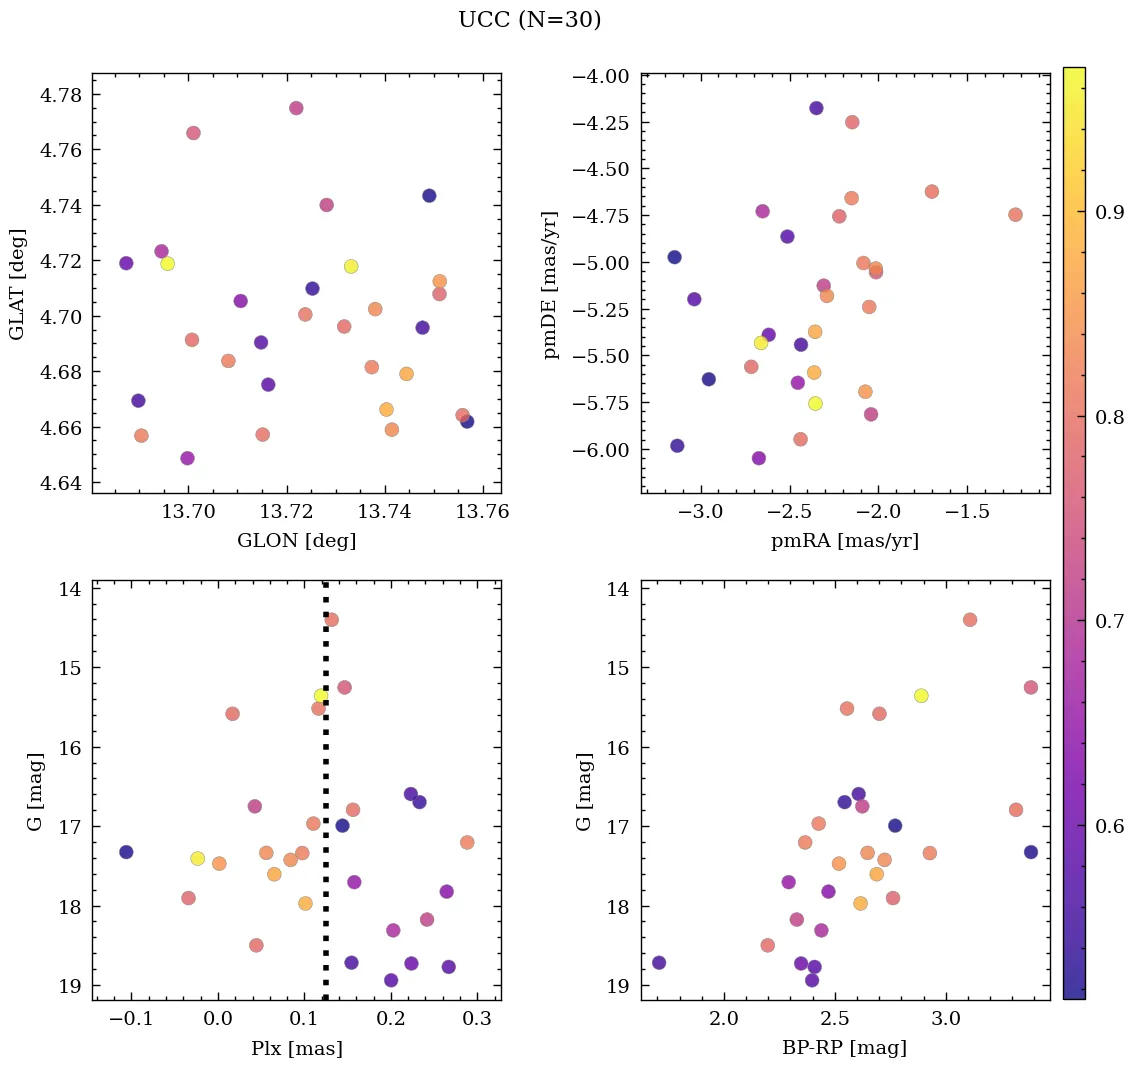 UCC (N=30)
4.78
4.76
4.74
4.72
4.70
4.68
4.66
4.64
GLAT [deg]
13.70 13.72 13.74 13.76
GLON [deg]
−4.00
−4.25
−4.50
−4.75
−5.00
−5.25
−5.50
−5.75
−6.00
pmDE [mas/yr]
−3.0 −2.5 −2.0 −1.5
pmRA [mas/yr]
14
15
16
17
18
19
G [mag]
−0.1 0.0 0.1 0.2 0.3
Plx [mas]
14
15
16
17
18
19
G [mag]
2.0 2.5 3.0
BP-RP [mag]
0.9
0.8
0.7
0.6